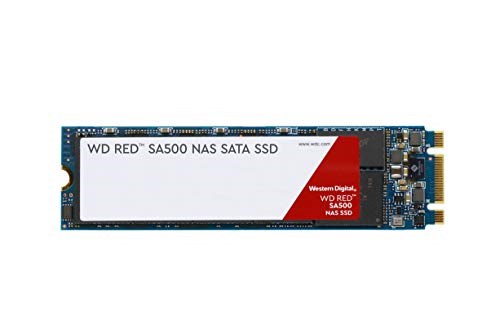 WD RED™ SA500 NAS SATA SSD
www.wdc.com
Western Digital®
WD RED™
SA500
NAS SSD